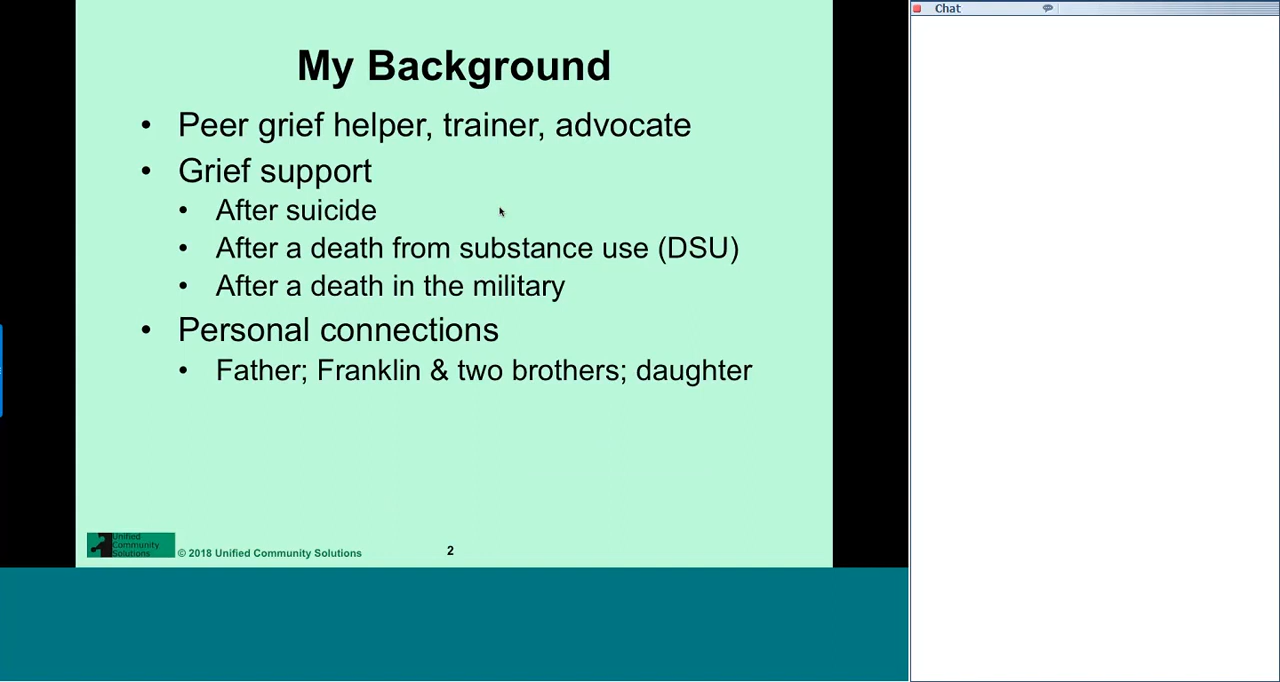 My Background
• Peer grief helper, trainer, advocate
• Grief support
• After suicide
• After a death from substance use (DSU)
• After a death in the military
• Personal connections
• Father; Franklin & two brothers; daughter
Unified
Community
Solutions
© 2018 Unified Community Solutions
2
Chat